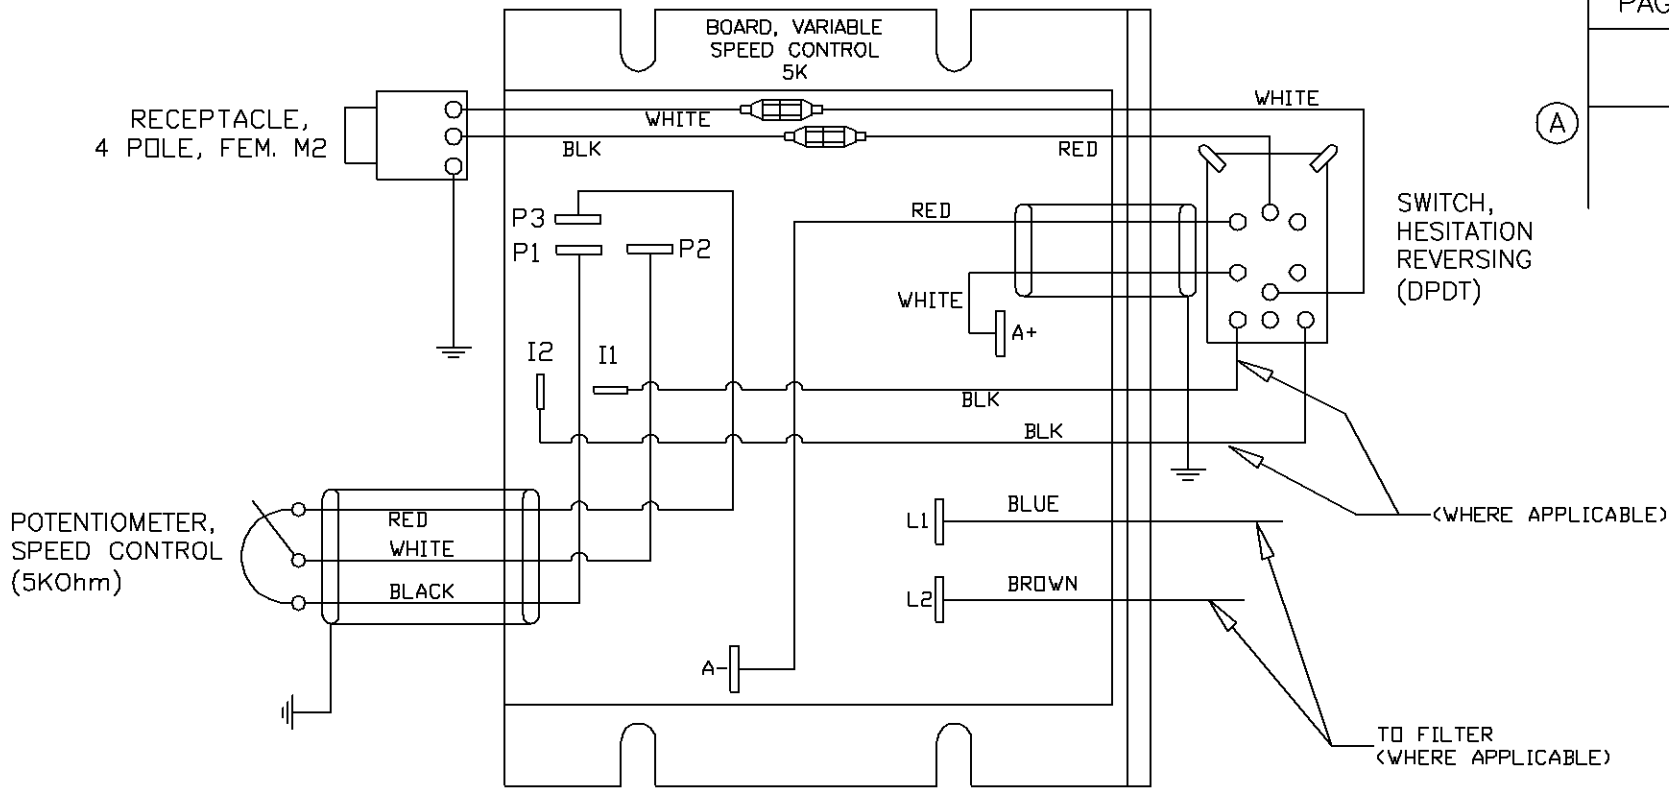 BOARD, VARIABLE
SPEED CONTROL
5K
PAG
RECEPTACLE,
4 POLE, FEM. M2
WHITE
WHITE
BLK
RED
A
SWITCH,
HESITATION
REVERSING
(DPDT)
P3
P1
P2
RED
WHITE
A+
I2
I1
BLK
BLK
POTENTIOMETER,
SPEED CONTROL
(5KOhm)
RED
WHITE
BLACK
L1
BLUE
L2
BROWN
(WHERE APPLICABLE)
A-
TO FILTER
(WHERE APPLICABLE)